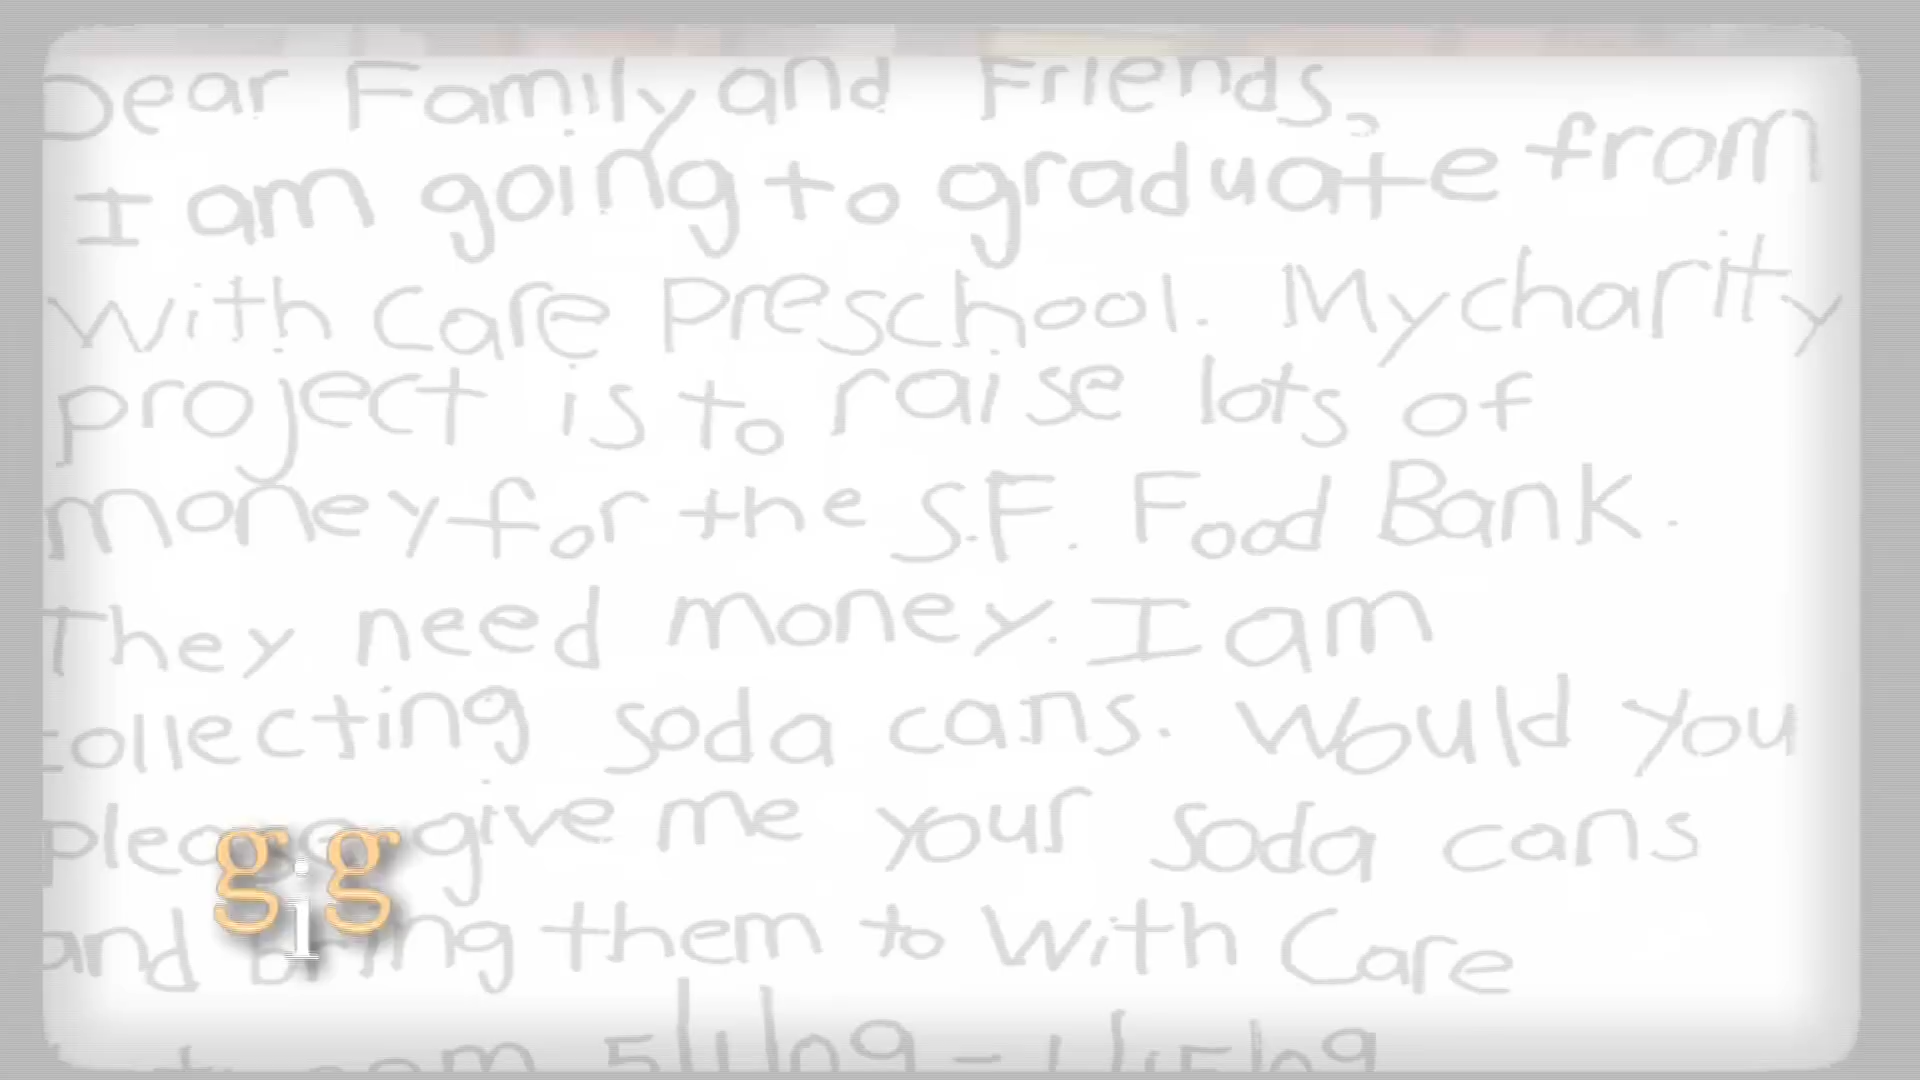 Dear Family and Friends,
I am going to graduate from
With Care Preschool. My charity
project is to raise lots of
money for the S.F. Food Bank.
They need money. I am
collecting soda cans. Would you
please give me your soda cans
and bring them to With Care
gig